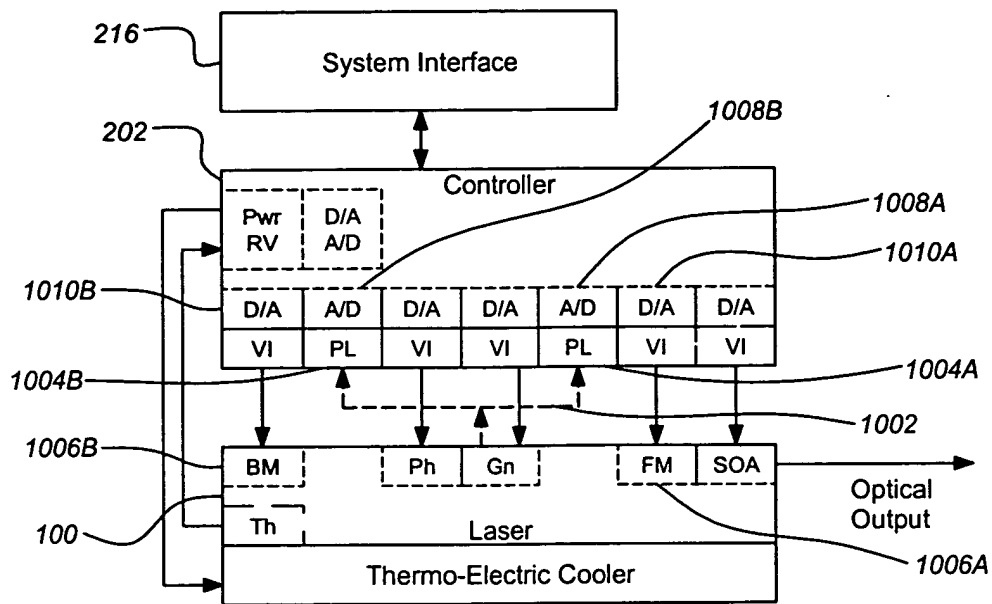 216
System Interface
1008B
202
Controller
1008A
Pwr
RV
D/A
A/D
1010A
1010B
D/A A/D D/A D/A A/D D/A D/A
VI PL VI VI PL VI VI
1004B
1004A
1002
1006B
BM Ph Gn FM SOA
Optical
Output
100
Th
Laser
1006A
Thermo-Electric Cooler